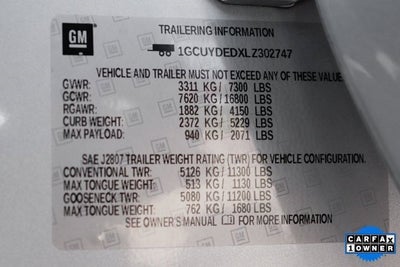 GM
TRAILERING INFORMATION
1GCUYDEDXLZ302747
VEHICLE AND TRAILER MUST NOT EXCEED ANY OF THESE VALUES
GVWR: 3311 KG / 7300 LBS
GCWR: 7620 KG / 16800 LBS
RGAWR: 1882 KG / 4150 LBS
CURB WEIGHT: 2372 KG / 5229 LBS
MAX PAYLOAD: 940 KG / 2071 LBS
SAE J2807 TRAILER WEIGHT RATING (TWR) FOR VEHICLE CONFIGURATION.
CONVENTIONAL TWR: 5126 KG / 11300 LBS
MAX TONGUE WEIGHT: 513 KG / 1130 LBS
GOOSENECK TWR: 5080 KG / 11200 LBS
MAX TONGUE WEIGHT: 762 KG / 1680 LBS
SEE OWNER'S MANUAL FOR MORE INFORMATION
CARFAX
1 OWNER